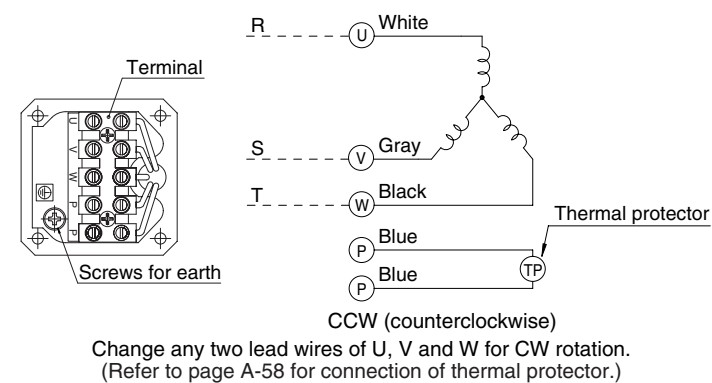 Terminal
U
V
W
P
P
Screws for earth
R
U
White
S
V
Gray
T
W
Black
P
Blue
P
Blue
TP
Thermal protector
CCW (counterclockwise)
Change any two lead wires of U, V and W for CW rotation.
(Refer to page A-58 for connection of thermal protector.)